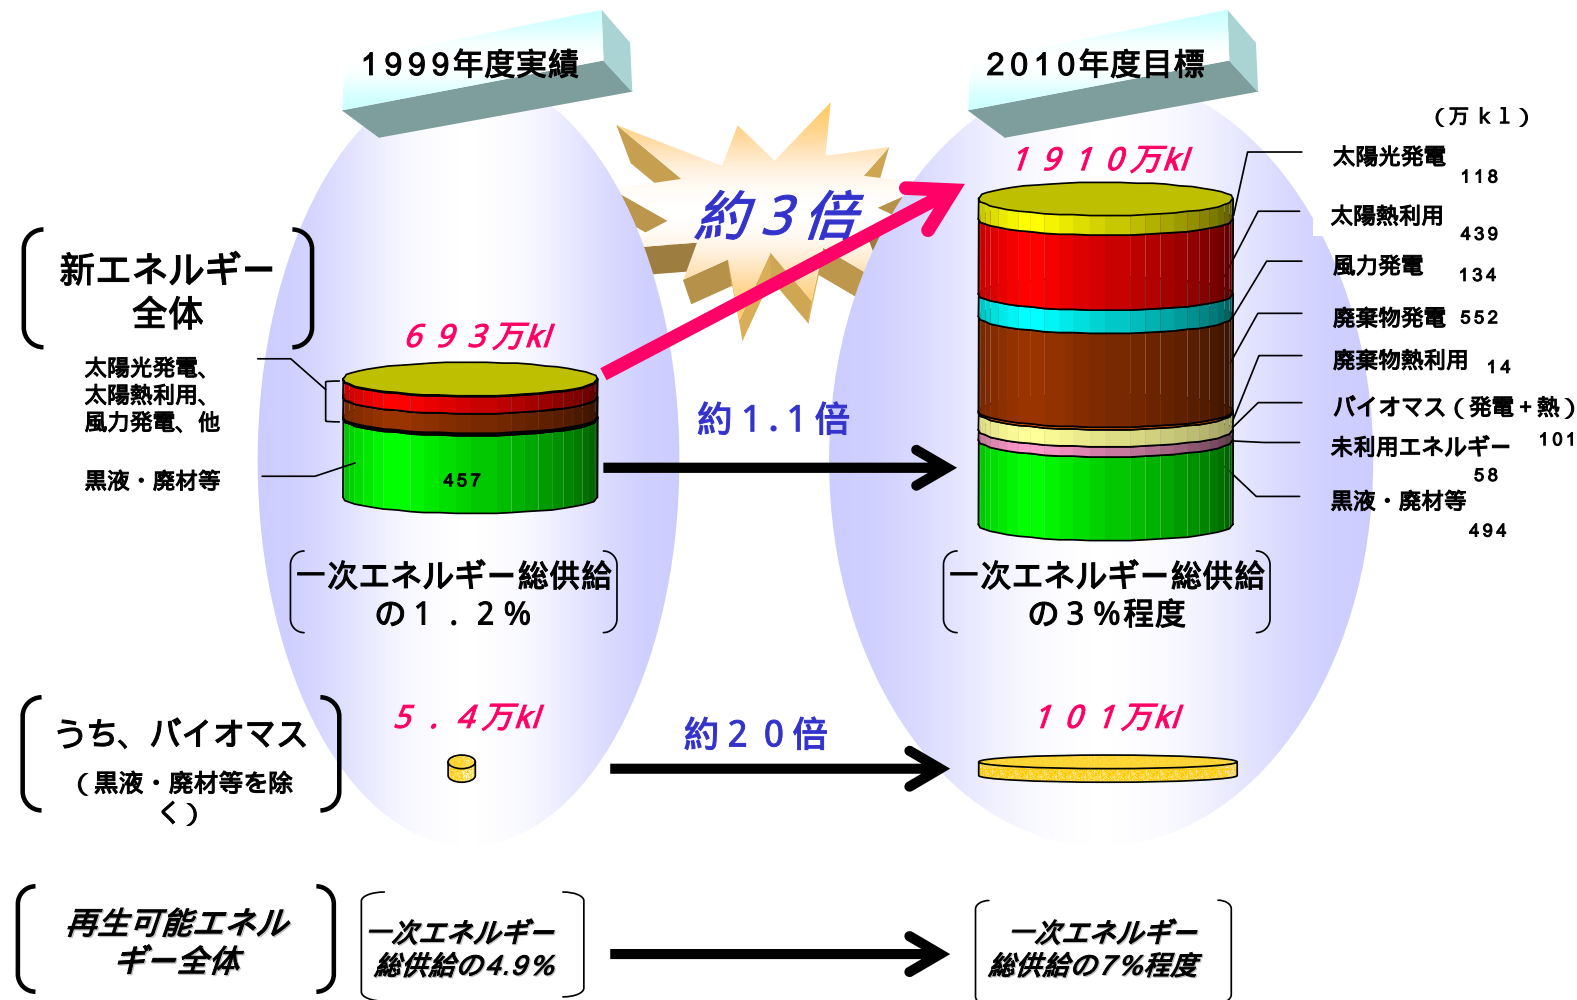 1999年度実績
2010年度目標
(万kl)
1910万kl
約3倍
新エネルギー
全体
693万kl
太陽光発電、
太陽熱利用、
風力発電、他
黒液・廃材等
457
約1.1倍
太陽光発電
118
太陽熱利用
439
風力発電
134
廃棄物発電 552
廃棄物熱利用
14
バイオマス(発電+熱)
101
未利用エネルギー
58
黒液・廃材等
494
一次エネルギー総供給
の1.2%
一次エネルギー総供給
の3%程度
うち、バイオマス
(黒液・廃材等を除
く)
5.4万kl
約20倍
101万kl
再生可能エネル
ギー全体
一次エネルギー
総供給の4.9%
一次エネルギー
総供給の7%程度